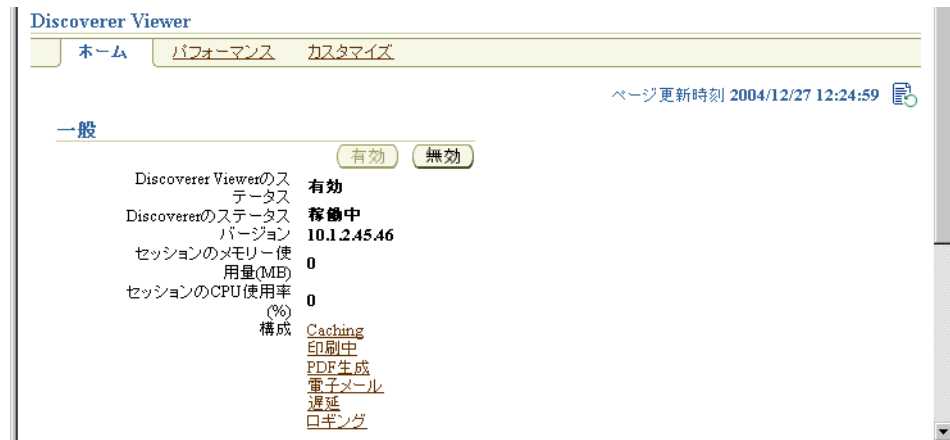 Discoverer Viewer
ホーム パフォーマンス カスタマイズ
ページ更新時刻 2004/12/27 12:24:59
一般
有効 無効
Discoverer Viewerのス
テータス
有効
Discovererのステータス 稼働中
バージョン 10.1.2.45.46
セッションのメモリー使
用量(MB)
0
セッションのCPU使用率
(%)
0
構成 Caching
印刷中
PDF生成
電子メール
遅延
ロギング